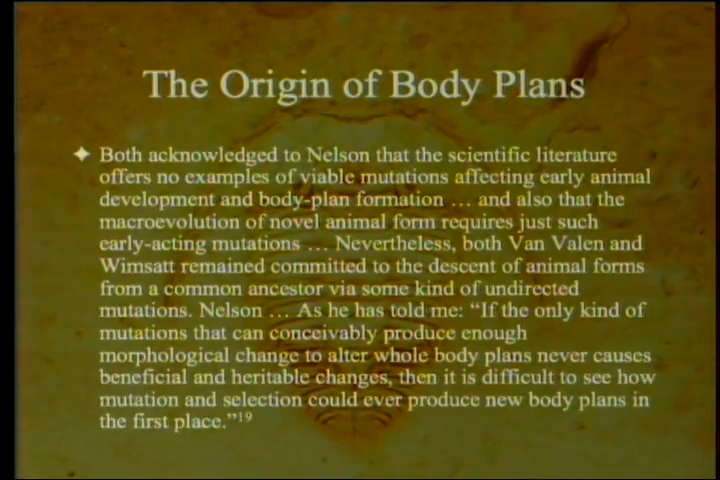 The Origin of Body Plans
Both acknowledged to Nelson that the scientific literature
offers no examples of viable mutations affecting early animal
development and body-plan formation … and also that the
macroevolution of novel animal form requires just such
early-acting mutations … Nevertheless, both Van Valen and
Wimsatt remained committed to the descent of animal forms
from a common ancestor via some kind of undirected
mutations. Nelson … As he has told me: “If the only kind of
mutations that can conceivably produce enough
morphological change to alter whole body plans never causes
beneficial and heritable changes, then it is difficult to see how
mutation and selection could ever produce new body plans in
the first place.”19